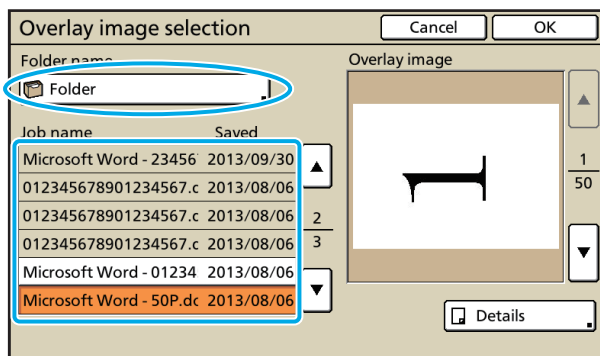 Overlay image selection
Cancel
OK
Folder name
Folder
Overlay image
Job name Saved
Microsoft Word - 23456 2013/09/30
012345678901234567.c 2013/08/06
012345678901234567.c 2013/08/06
012345678901234567.c 2013/08/06
Microsoft Word - 01234 2013/08/06
Microsoft Word - 50P.dc 2013/08/06
2
3
1
1
50
Details